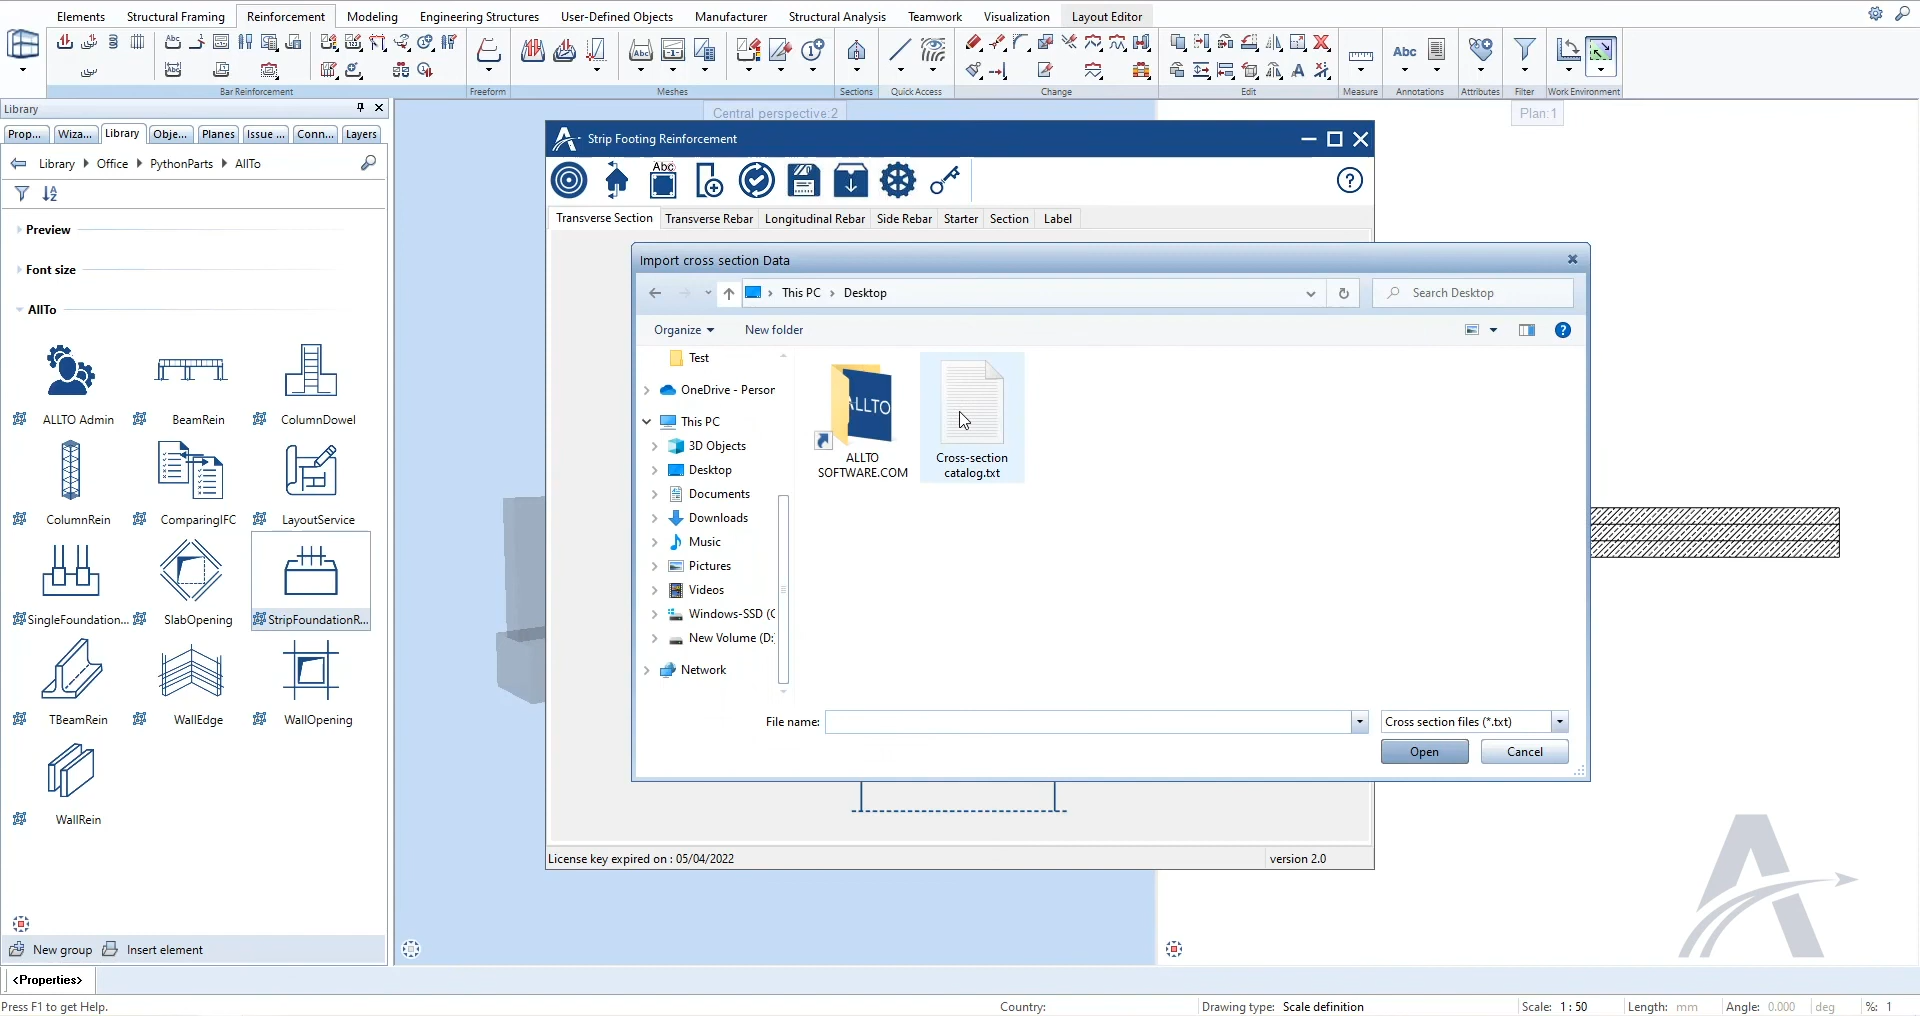 Elements Structural Framing Reinforcement Modeling Engineering Structures User-Defined Objects Manufacturer Structural Analysis Teamwork Visualization Layout Editor
Abc
Abc
Abc
Bar Reinforcement Freeform Meshes Sections Quick Access Change Edit Measure Annotations Attributes Filter Work Environment
Library
Prop... Wiza... Library Obje... Planes Issue ... Conn... Layers
Library Office PythonParts AllTo
Preview
Font size
AllTo
ALLTO Admin BeamRein ColumnDowel
ColumnRein ComparingIFC LayoutService
SingleFoundation... SlabOpening StripFoundationR...
TBeamRein WallEdge WallOpening
WallRein
New group Insert element
<Properties>
Press F1 to get Help.
Central perspective:2
Plan:1
Strip Footing Reinforcement
Abc
Transverse Section Transverse Rebar Longitudinal Rebar Side Rebar Starter Section Label
Import cross section Data
This PC Desktop
Search Desktop
Organize New folder
Test
OneDrive - Person
This PC
3D Objects
Desktop
Documents
Downloads
Music
Pictures
Videos
Windows-SSD (C
New Volume (D:
Network
ALLTO
ALLTO
SOFTWARE.COM
Cross-section
catalog.txt
File name:
Cross section files (*.txt)
Open Cancel
License key expired on : 05/04/2022
version 2.0
Country:
Drawing type: Scale definition
Scale: 1 : 50
Length: mm
Angle: 0.000 deg
%: 1